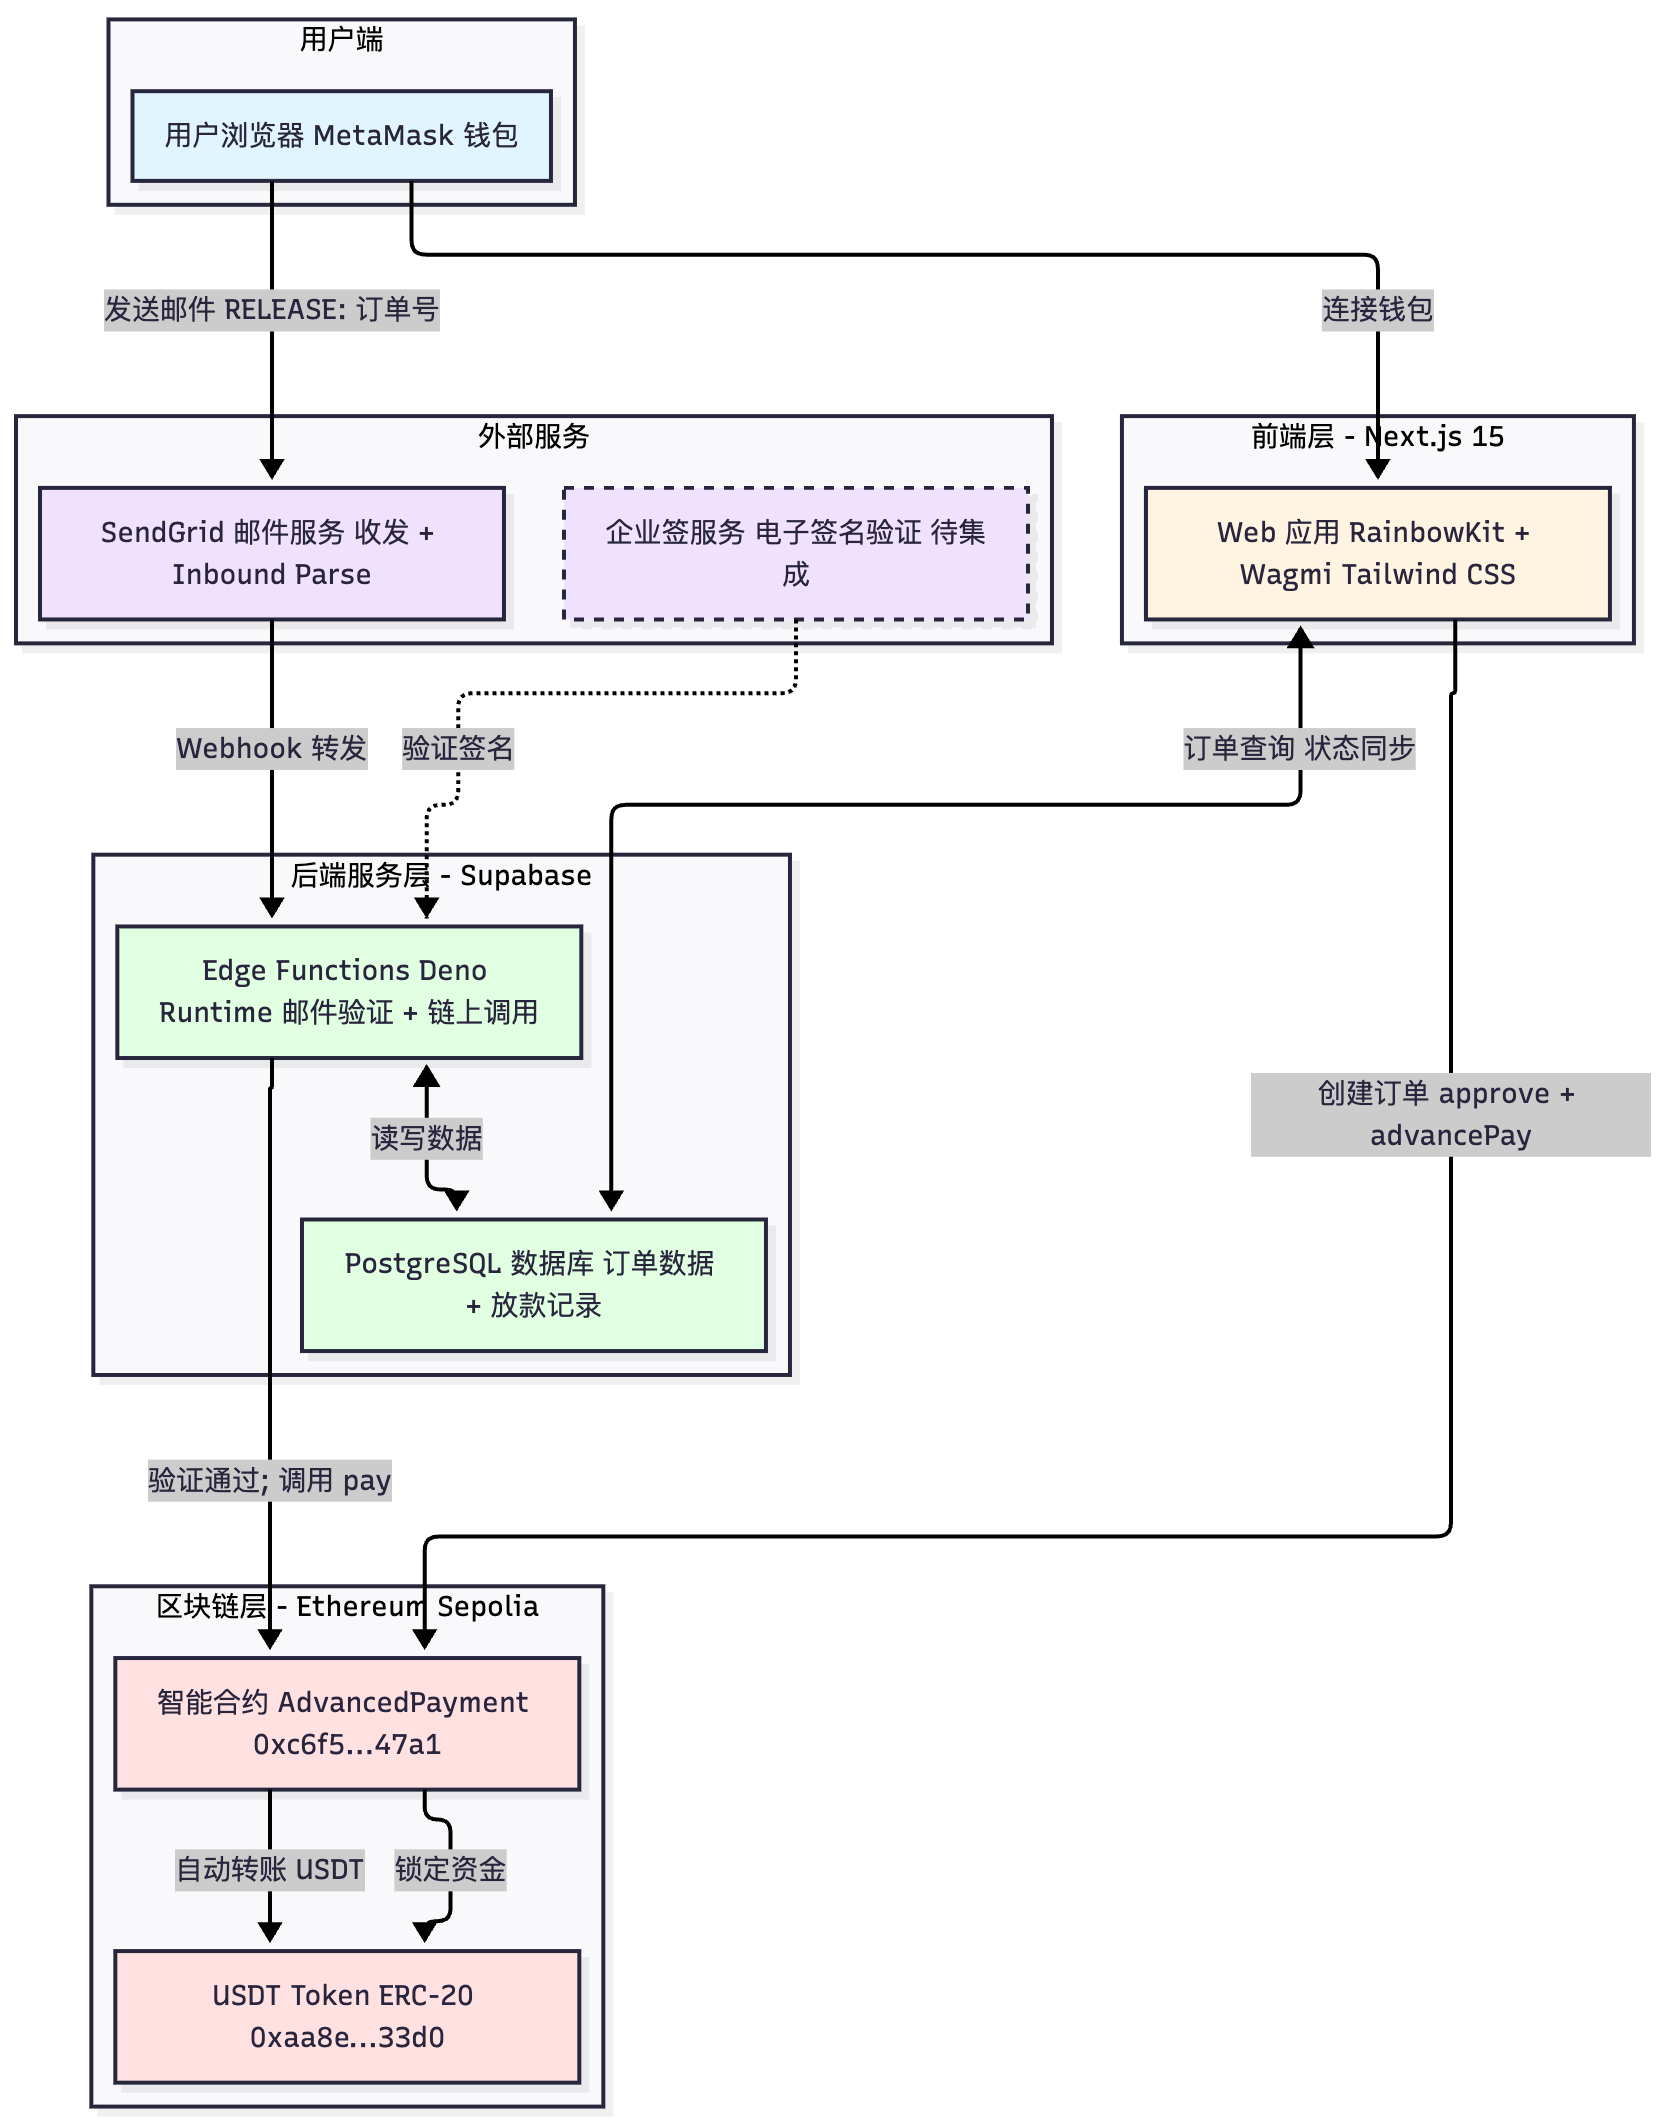 用户端
用户浏览器 MetaMask 钱包
发送邮件 RELEASE: 订单号
连接钱包
外部服务
前端层 - Next.js 15
SendGrid 邮件服务 收发 +
Inbound Parse
企业签服务 电子签名验证 待集
成
Web 应用 RainbowKit +
Wagmi Tailwind CSS
Webhook 转发
验证签名
订单查询 状态同步
后端服务层 - Supabase
Edge Functions Deno
Runtime 邮件验证 + 链上调用
创建订单 approve +
advancePay
读写数据
PostgreSQL 数据库 订单数据
+ 放款记录
验证通过; 调用 pay
区块链层 - Ethereum Sepolia
智能合约 AdvancedPayment
0xc6f5...47a1
自动转账 USDT
锁定资金
USDT Token ERC-20
0xaa8e...33d0